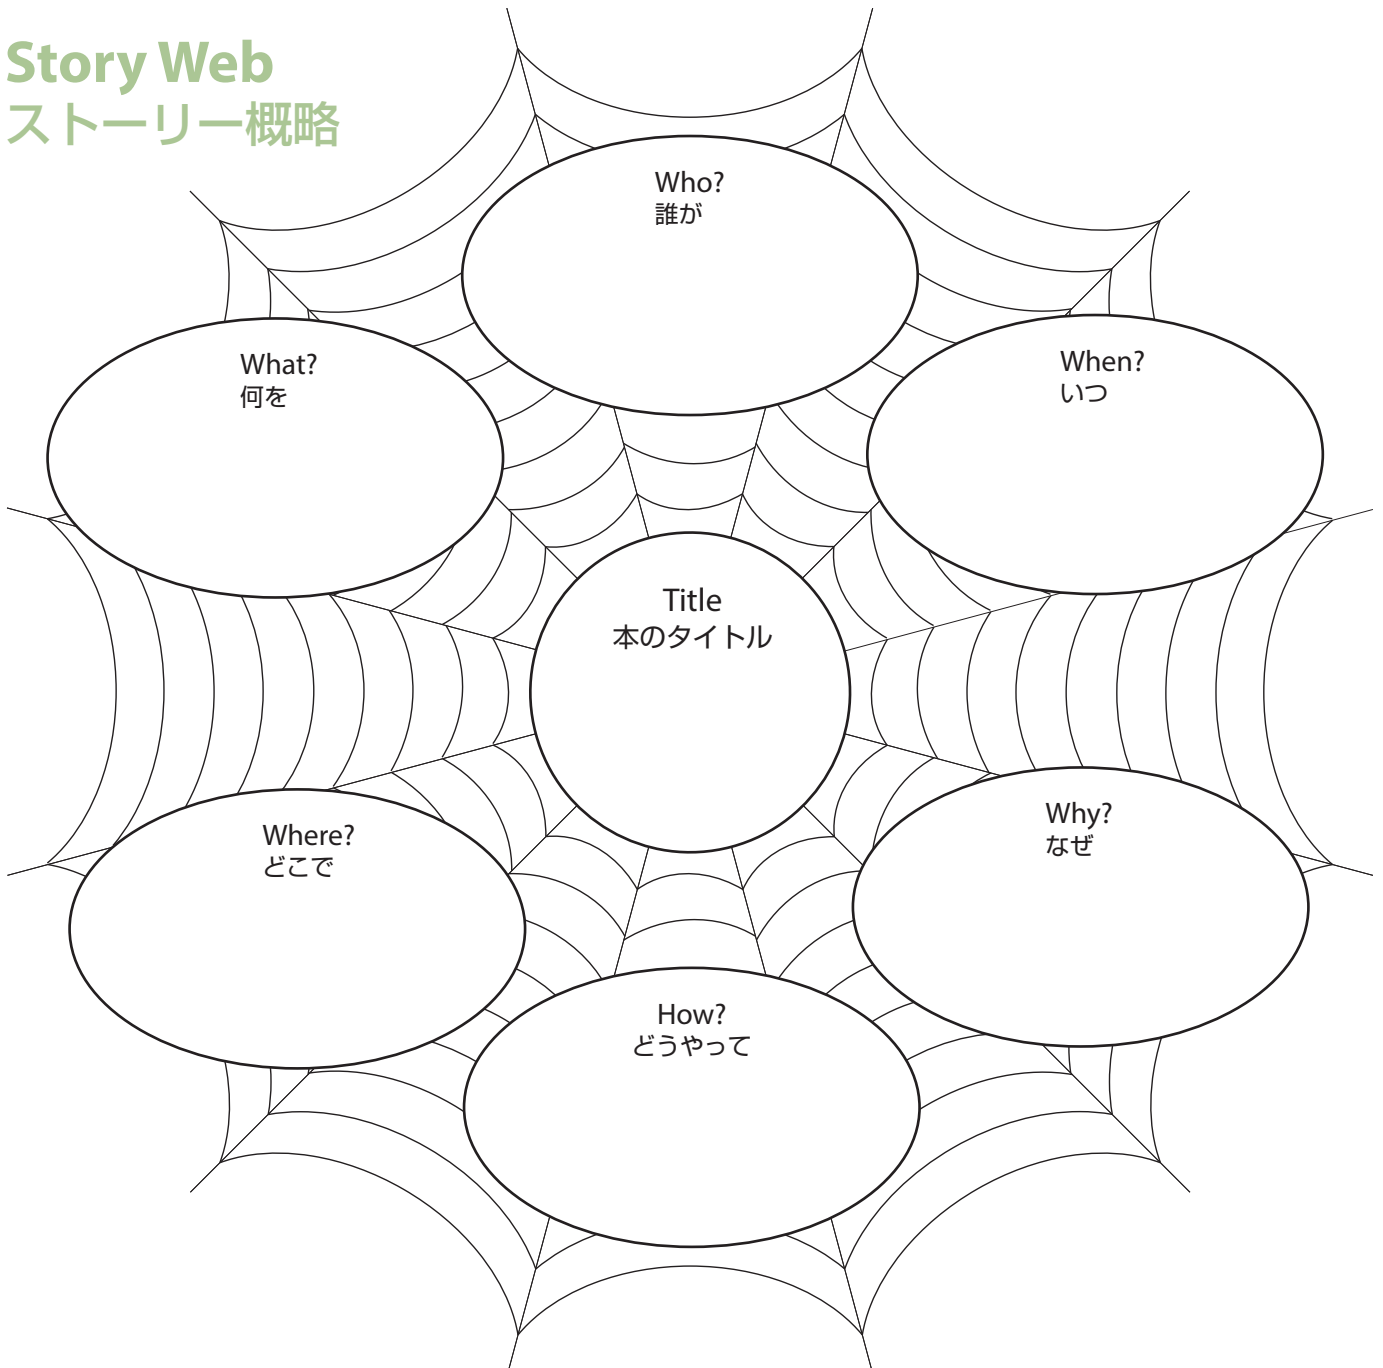 Story Web
ストーリー概略
Who?
誰が
What?
何を
When?
いつ
Title
本のタイトル
Where?
どこで
Why?
なぜ
How?
どうやって